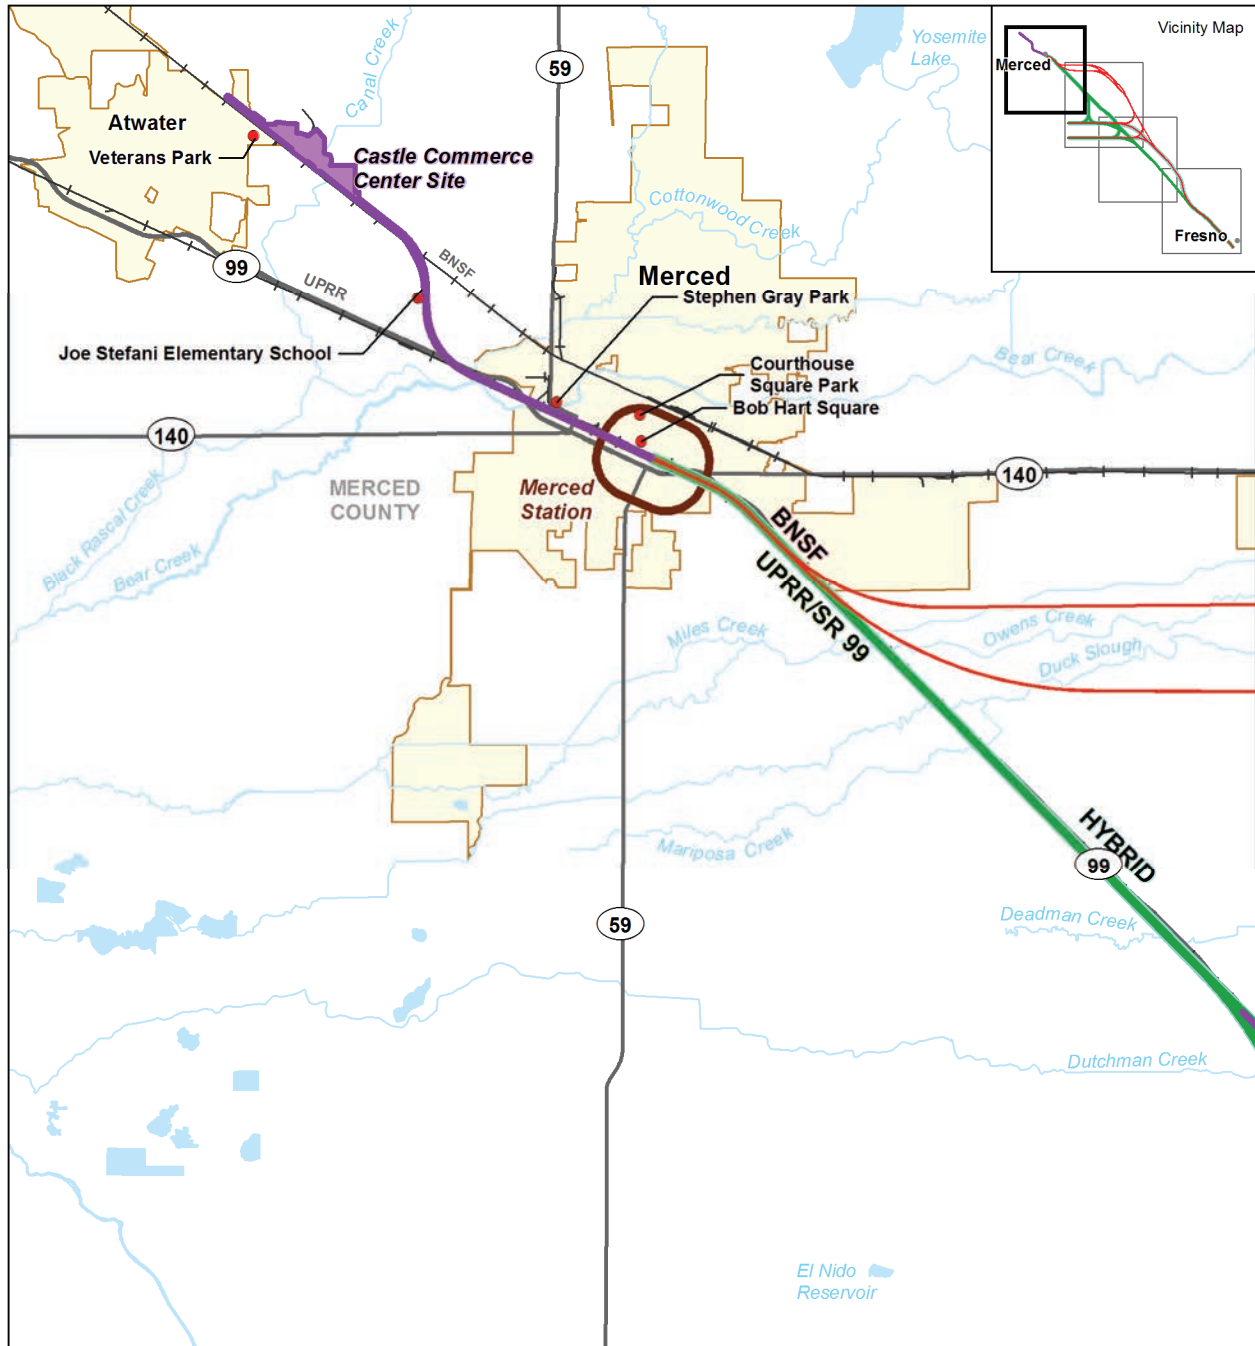 Yosemite
Lake
Vicinity Map
Merced
Fresno
59
Canal Creek
Atwater
Veterans Park
Castle Commerce
Center Site
Cottonwood Creek
99
UPRR
BNSF
Merced
Stephen Gray Park
Joe Stefani Elementary School
Courthouse
Square Park
Bob Hart Square
Bear Creek
140
140
MERCED
COUNTY
Merced
Station
Black Rascal Creek
Bear Creek
BNSF
UPRR/SR 99
Miles Creek
Owens Creek
Duck Slough
Mariposa Creek
HYBRID
99
59
Deadman Creek
Dutchman Creek
El Nido
Reservoir